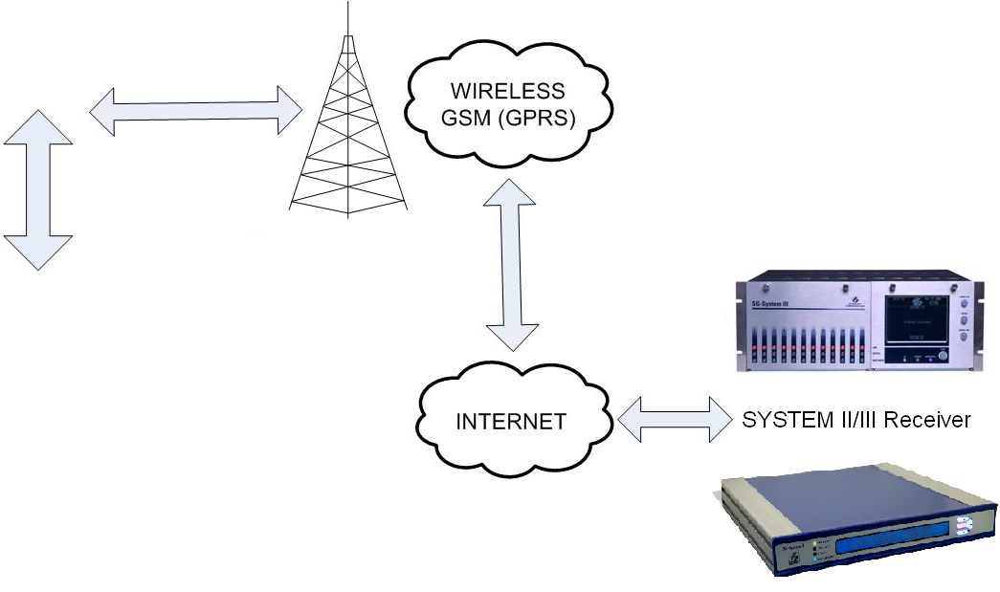 WIRELESS
GSM (GPRS)
SG-System III
INTERNET
SYSTEM II/III Receiver